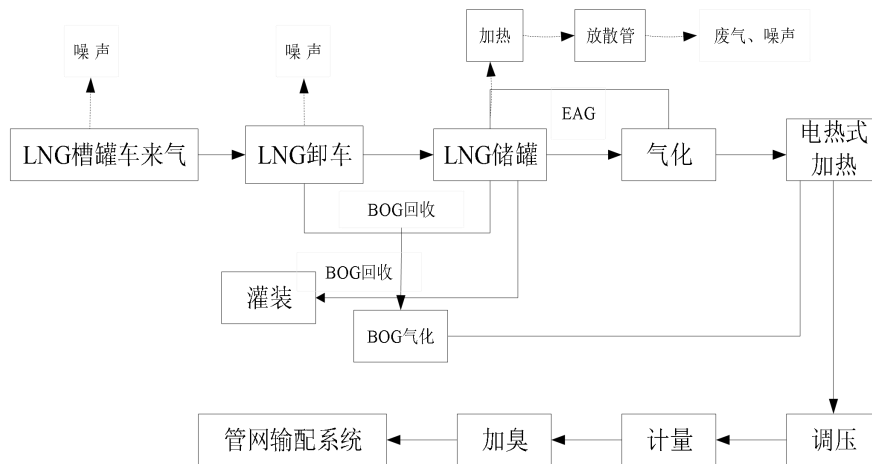 噪 声
噪 声
加热
放散管
废气、噪声
EAG
LNG槽罐车来气
LNG卸车
LNG储罐
气化
电热式
加热
BOG回收
BOG回收
灌装
BOG气化
管网输配系统
加臭
计量
调压